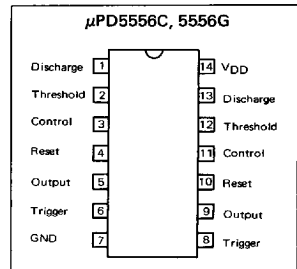 µPD5556C, 5556G
Discharge 1 14 VDD
Threshold 2 13 Discharge
Control 3 12 Threshold
Reset 4 11 Control
Output 5 10 Reset
Trigger 6 9 Output
GND 7 8 Trigger